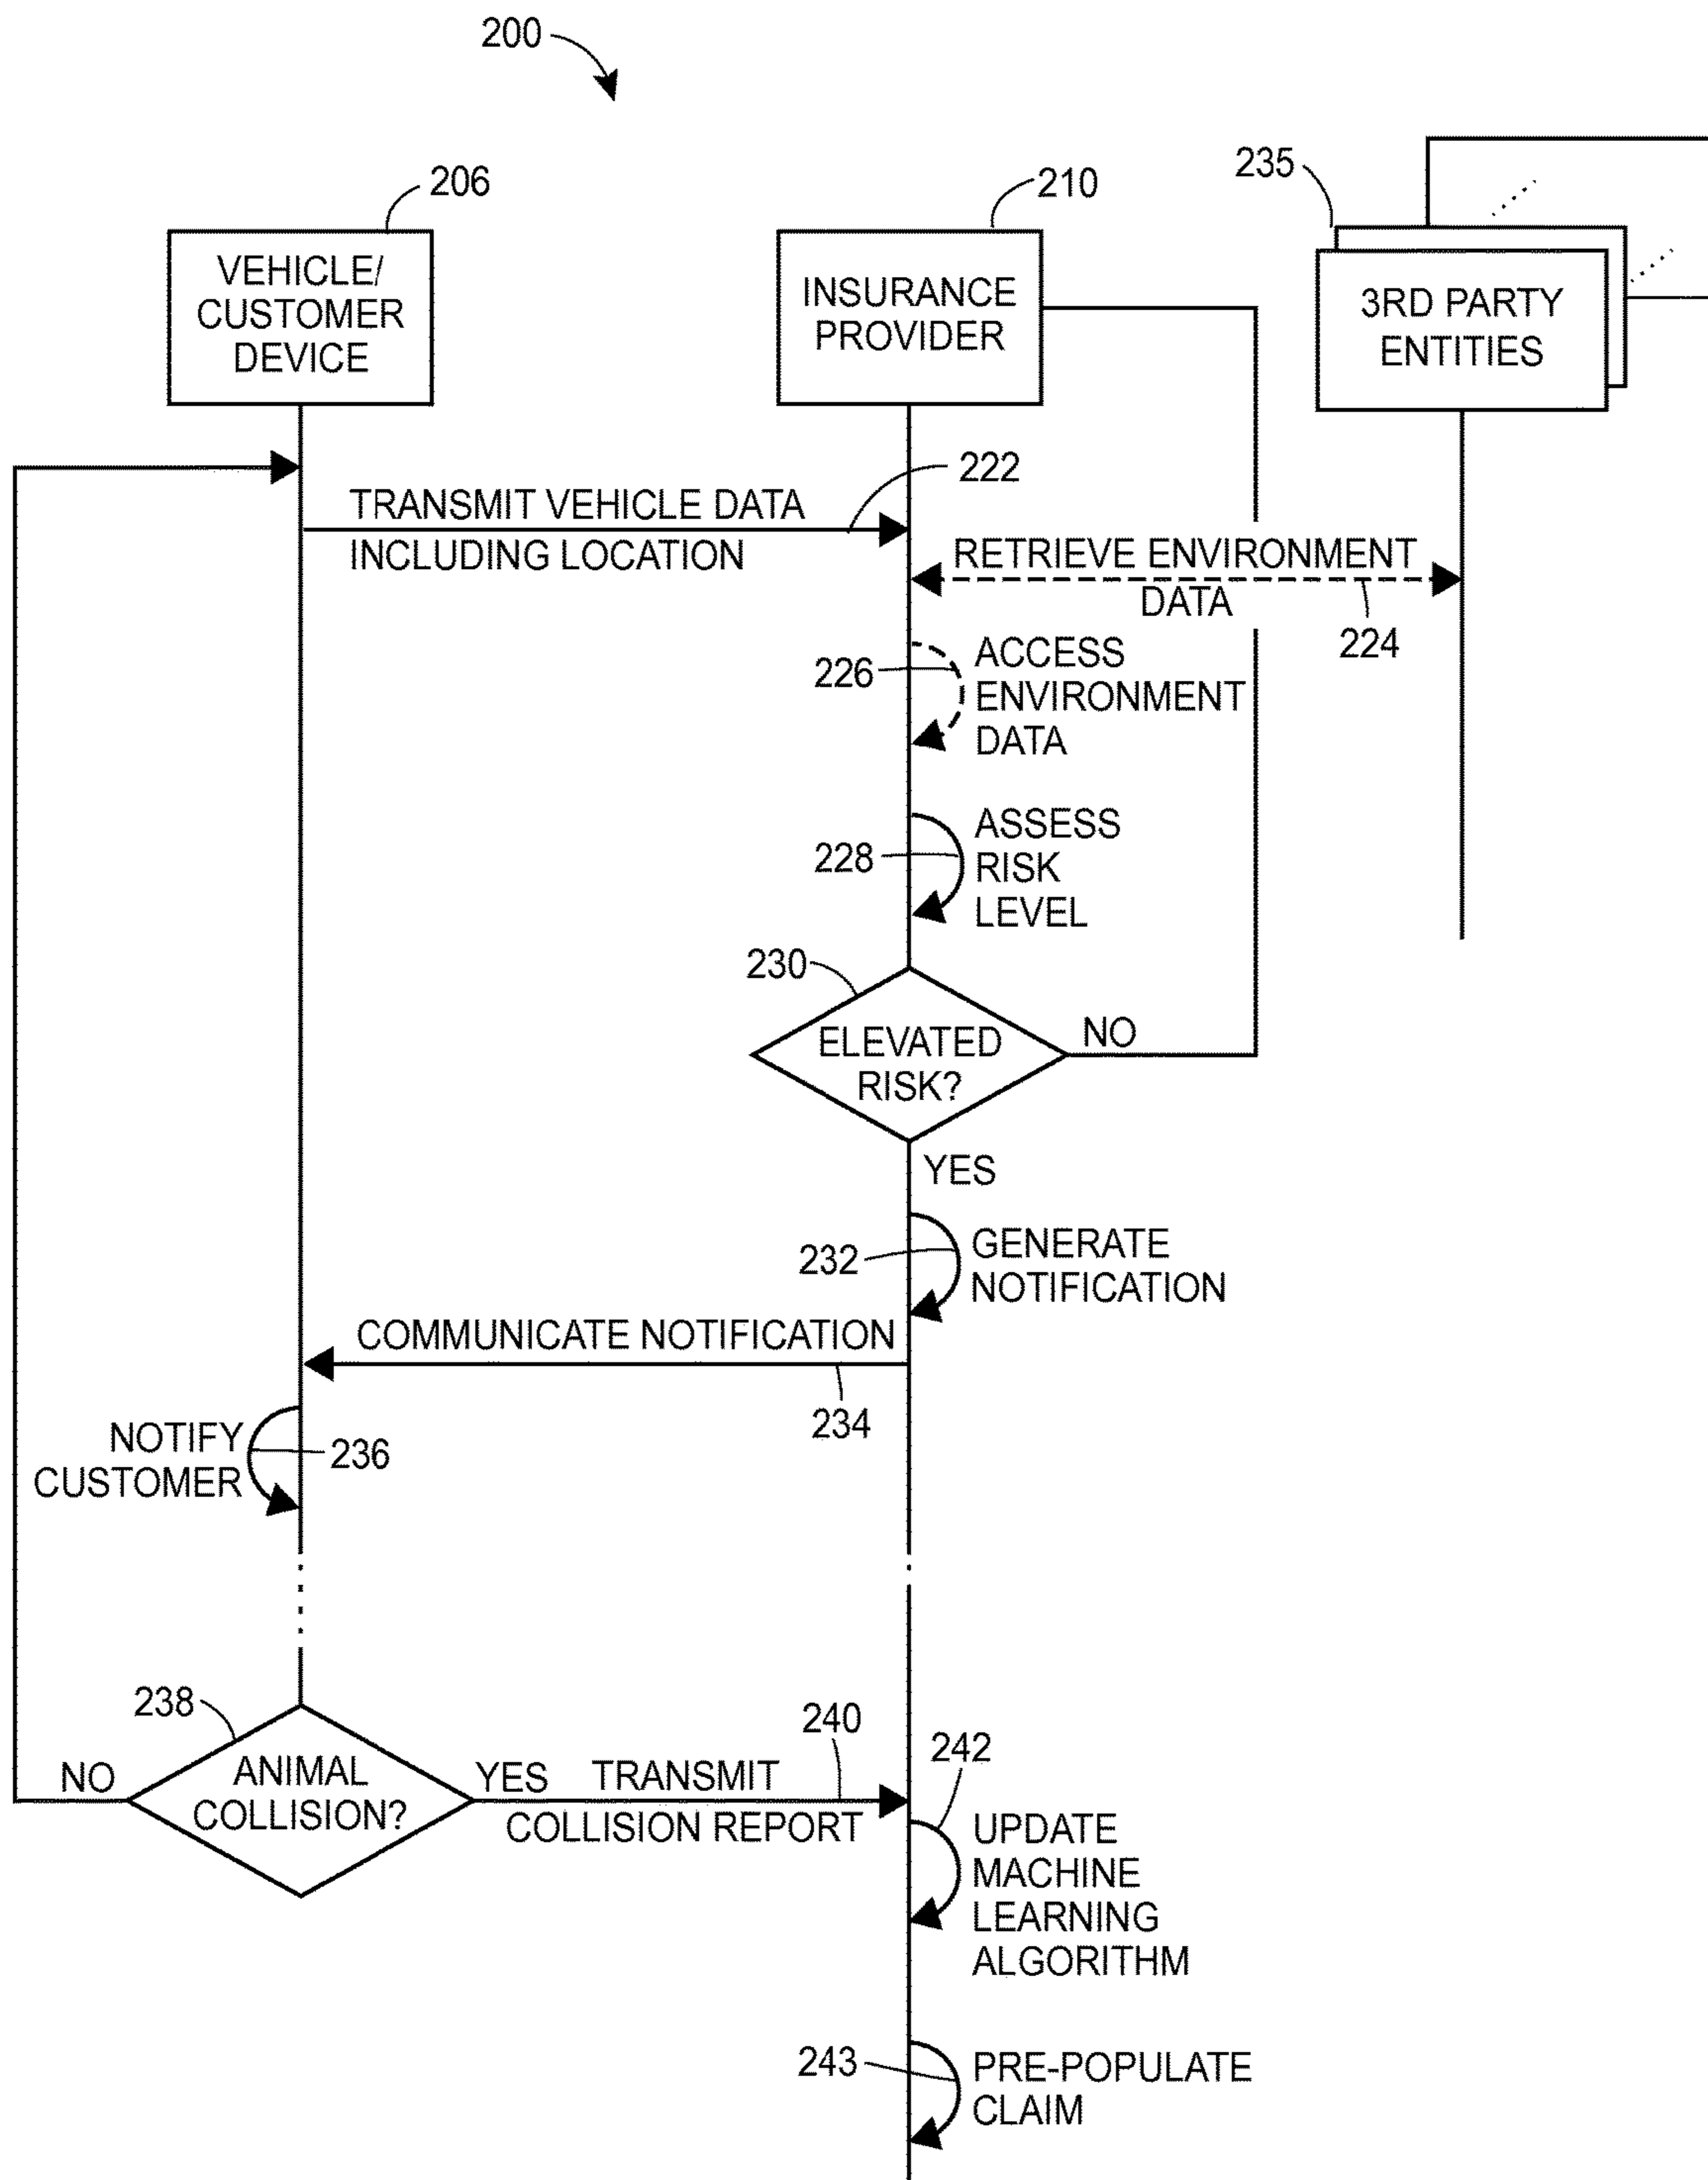 200
206
VEHICLE/
CUSTOMER
DEVICE
210
INSURANCE
PROVIDER
235
3RD PARTY
ENTITIES
222
TRANSMIT VEHICLE DATA
INCLUDING LOCATION
RETRIEVE ENVIRONMENT
DATA
224
226
ACCESS
ENVIRONMENT
DATA
228
ASSESS
RISK
LEVEL
230
ELEVATED
RISK?
NO
YES
232
GENERATE
NOTIFICATION
COMMUNICATE NOTIFICATION
234
NOTIFY
CUSTOMER
236
238
ANIMAL
COLLISION?
NO
YES
240
TRANSMIT
COLLISION REPORT
242
UPDATE
MACHINE
LEARNING
ALGORITHM
243
PRE-POPULATE
CLAIM